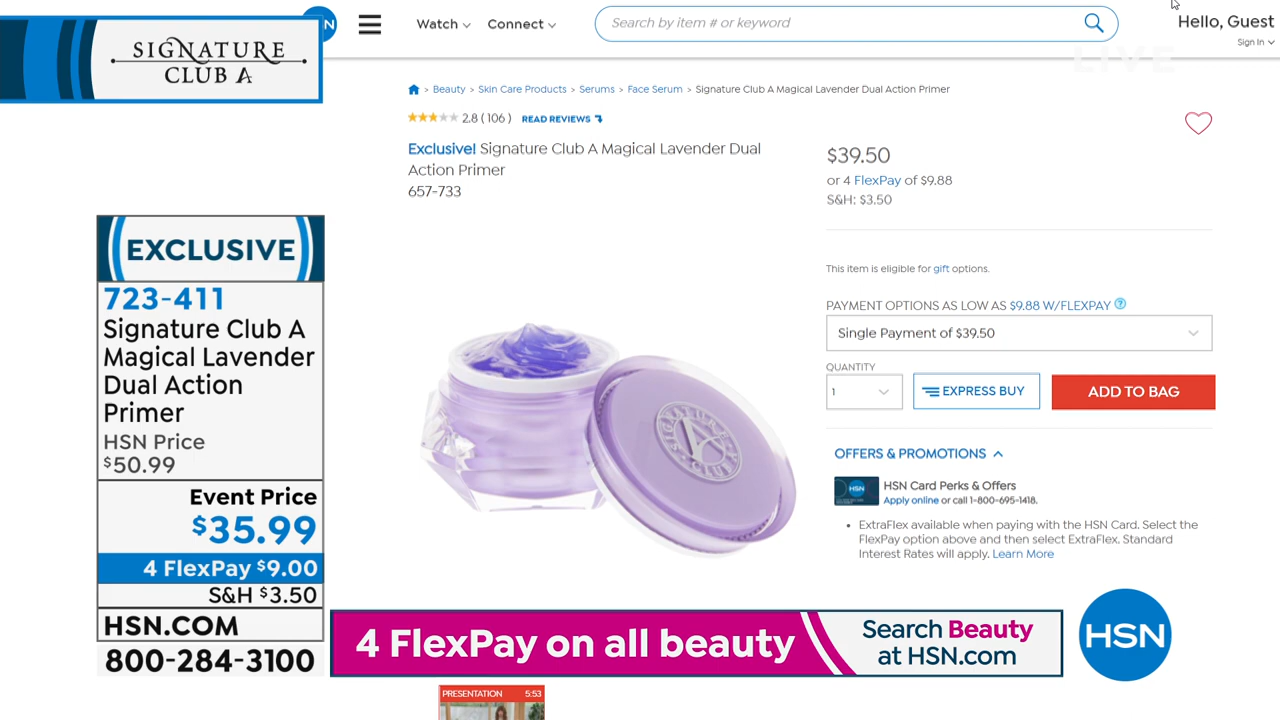 SIGNATURE
CLUB A
HSN
Watch
Connect
Search by item # or keyword
Hello, Guest
Sign In
LIVE
> Beauty > Skin Care Products > Serums > Face Serum > Signature Club A Magical Lavender Dual Action Primer
2.8 ( 106 ) READ REVIEWS
Exclusive! Signature Club A Magical Lavender Dual
Action Primer
657-733
$39.50
or 4 FlexPay of $9.88
S&H: $3.50
This item is eligible for gift options.
PAYMENT OPTIONS AS LOW AS $9.88 W/FLEXPAY ?
Single Payment of $39.50
QUANTITY
1
EXPRESS BUY
ADD TO BAG
OFFERS & PROMOTIONS
HSN
HSN Card Perks & Offers
Apply online or call 1-800-695-1418.
• ExtraFlex available when paying with the HSN Card. Select the
FlexPay option above and then select ExtraFlex. Standard
Interest Rates will apply. Learn More
SIGNATURE
CLUB
A
EXCLUSIVE
723-411
Signature Club A
Magical Lavender
Dual Action
Primer
HSN Price
$50.99
Event Price
$35.99
4 FlexPay $9.00
S&H $3.50
HSN.COM
800-284-3100
4 FlexPay on all beauty
Search Beauty
at HSN.com
HSN
PRESENTATION 5:53